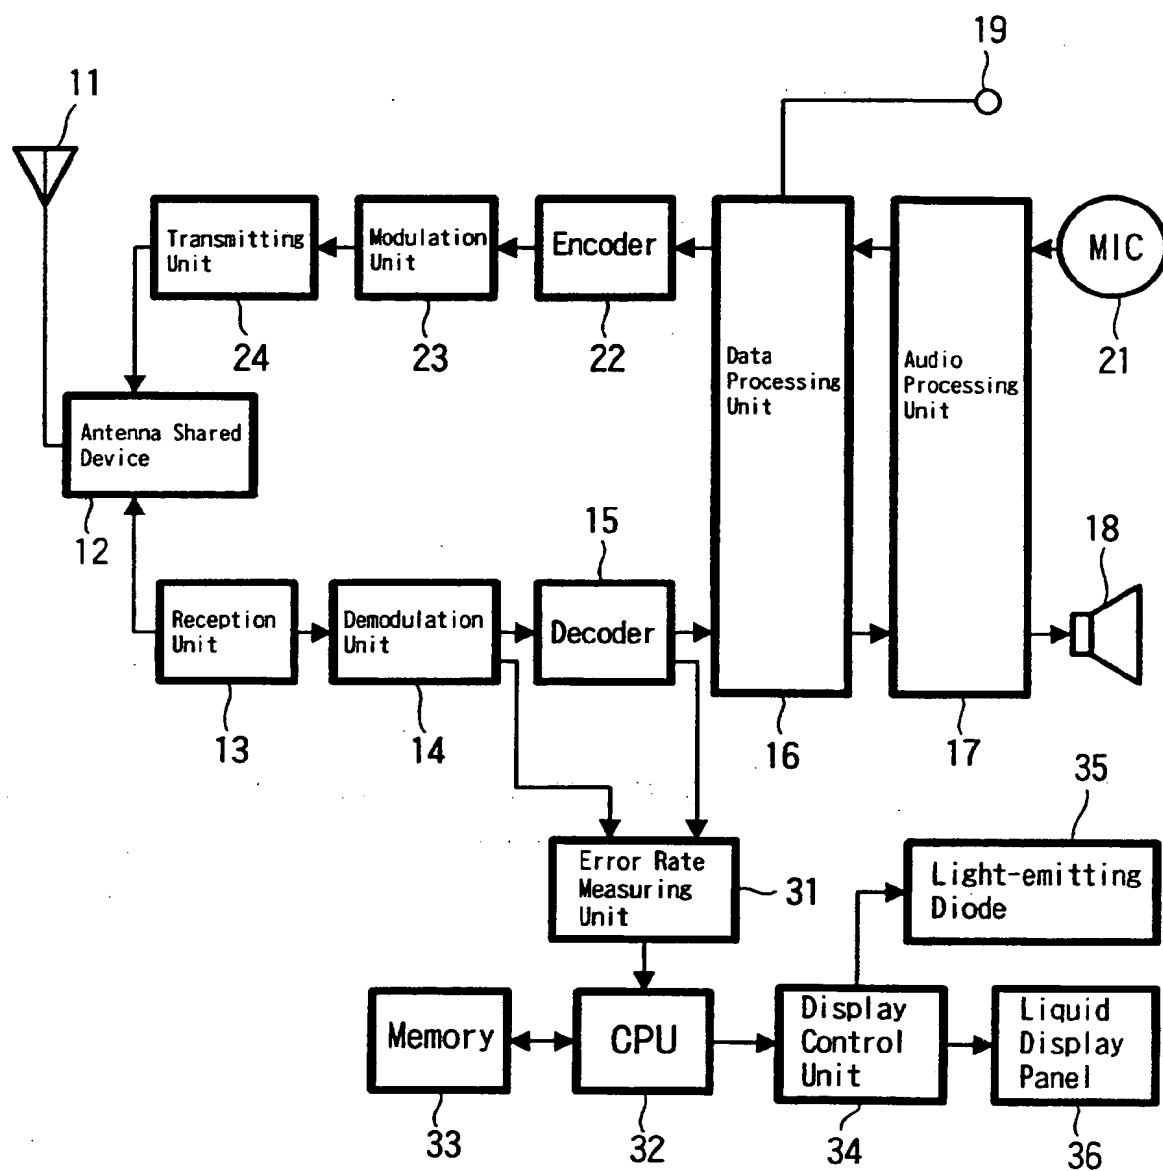 19
11
Transmitting
Unit
24
Modulation
Unit
23
Encoder
22
Data
Processing
Unit
16
Audio
Processing
Unit
17
MIC
21
Antenna Shared
Device
12
Reception
Unit
13
Demodulation
Unit
14
15
Decoder
18
Error Rate
Measuring
Unit
31
35
Light-emitting
Diode
Memory
33
CPU
32
Display
Control
Unit
34
Liquid
Display
Panel
36